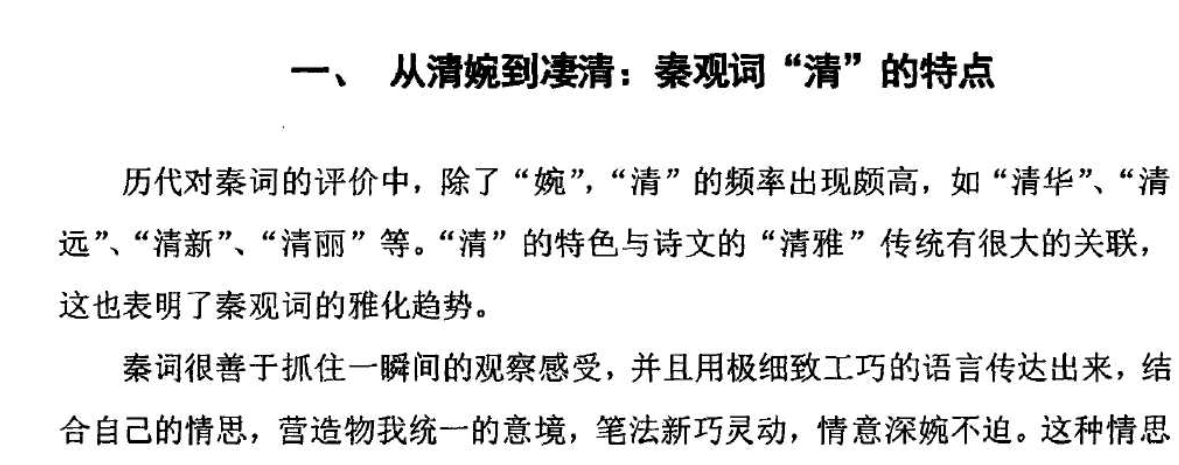 一、 从清婉到凄清：秦观词“清”的特点
历代对秦词的评价中，除了“婉”，“清”的频率出现颇高，如“清华”、“清
远”、“清新”、“清丽”等。“清”的特色与诗文的“清雅”传统有很大的关联，
这也表明了秦观词的雅化趋势。
秦词很善于抓住一瞬间的观察感受，并且用极细致工巧的语言传达出来，结
合自己的情思，营造物我统一的意境，笔法新巧灵动，情意深婉不迫。这种情思